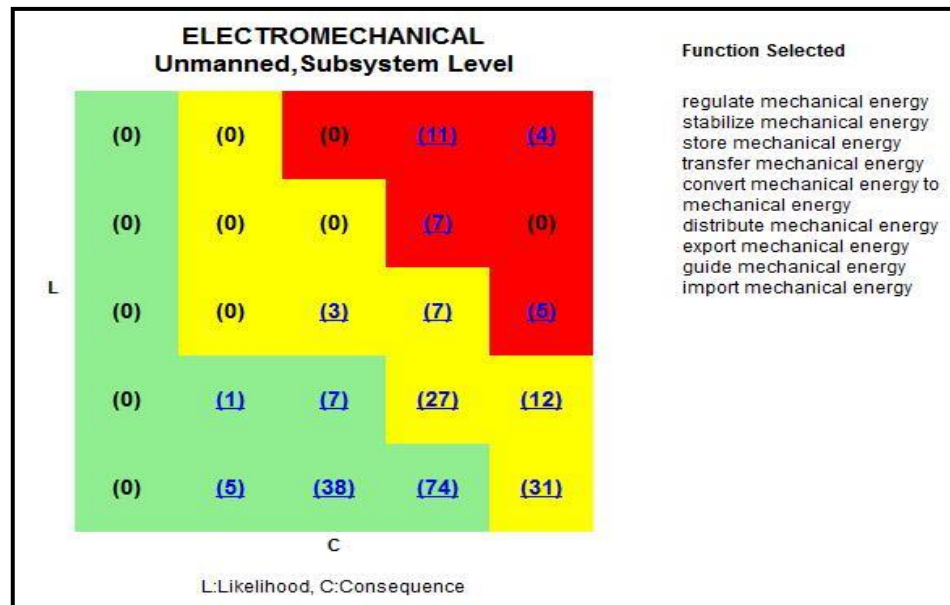 ELECTROMECHANICAL
Unmanned,Subsystem Level
(0) (0) (0) (11) (4)
(0) (0) (0) (7) (0)
L
(0) (0) (3) (7) (5)
(0) (1) (7) (27) (12)
(0) (5) (38) (74) (31)
C
L:Likelihood, C:Consequence
Function Selected
regulate mechanical energy
stabilize mechanical energy
store mechanical energy
transfer mechanical energy
convert mechanical energy to
mechanical energy
distribute mechanical energy
export mechanical energy
guide mechanical energy
import mechanical energy